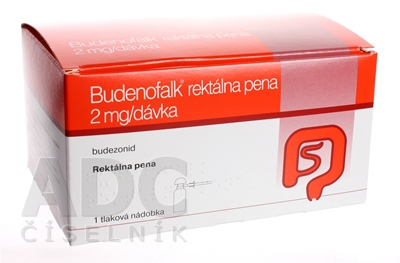 Budenofalk® rektálna pena
2 mg/dávka
Budenofalk® rektálna pena
2 mg/dávka
budezonid
Rektálna pena
1 tlaková nádobka
ADC
ČÍSELNÍK